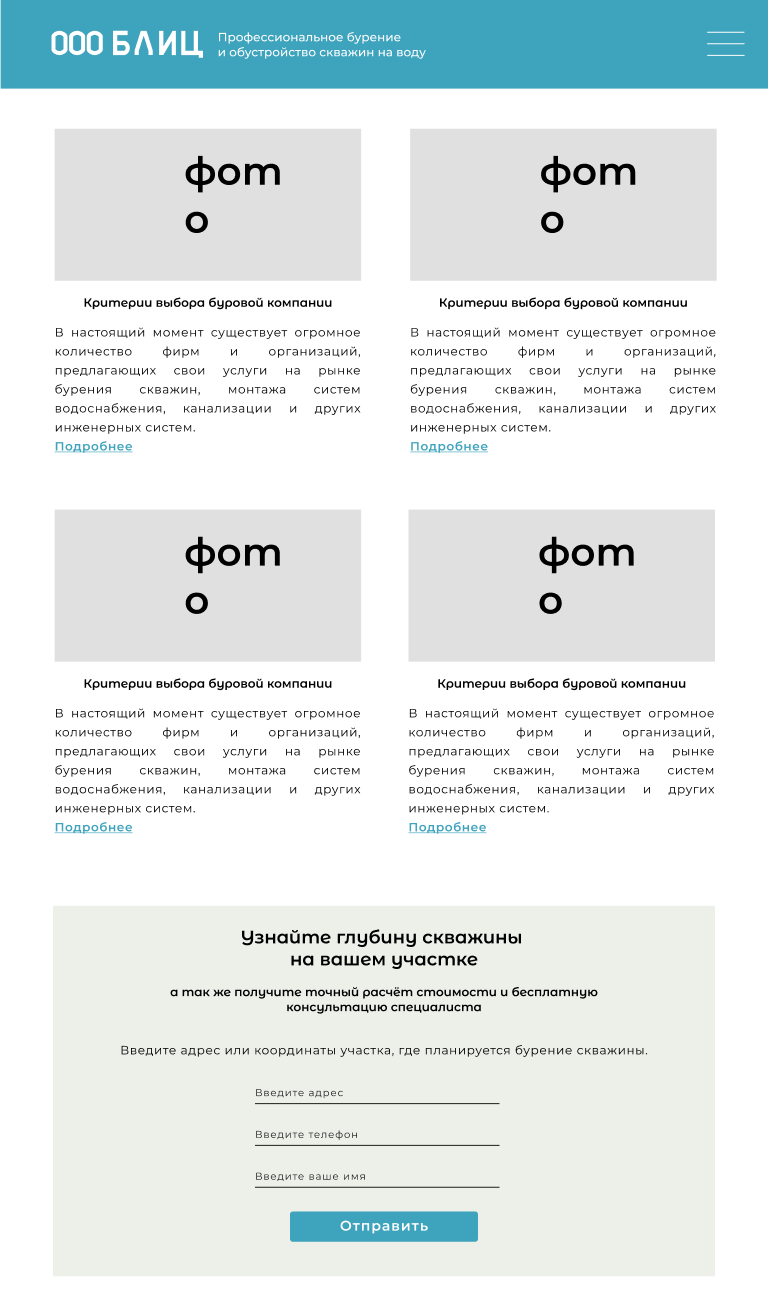 ООО БЛИЦ
Профессиональное бурение
и обустройство скважин на воду
фот
о
Критерии выбора буровой компании
В настоящий момент существует огромное
количество фирм и организаций,
предлагающих свои услуги на рынке
бурения скважин, монтажа систем
водоснабжения, канализации и других
инженерных систем.
Подробнее
фот
о
Критерии выбора буровой компании
В настоящий момент существует огромное
количество фирм и организаций,
предлагающих свои услуги на рынке
бурения скважин, монтажа систем
водоснабжения, канализации и других
инженерных систем.
Подробнее
фот
о
Критерии выбора буровой компании
В настоящий момент существует огромное
количество фирм и организаций,
предлагающих свои услуги на рынке
бурения скважин, монтажа систем
водоснабжения, канализации и других
инженерных систем.
Подробнее
фот
о
Критерии выбора буровой компании
В настоящий момент существует огромное
количество фирм и организаций,
предлагающих свои услуги на рынке
бурения скважин, монтажа систем
водоснабжения, канализации и других
инженерных систем.
Подробнее
Узнайте глубину скважины
на вашем участке
а так же получите точный расчёт стоимости и бесплатную
консультацию специалиста
Введите адрес или координаты участка, где планируется бурение скважины.
Введите адрес
Введите телефон
Введите ваше имя
Отправить